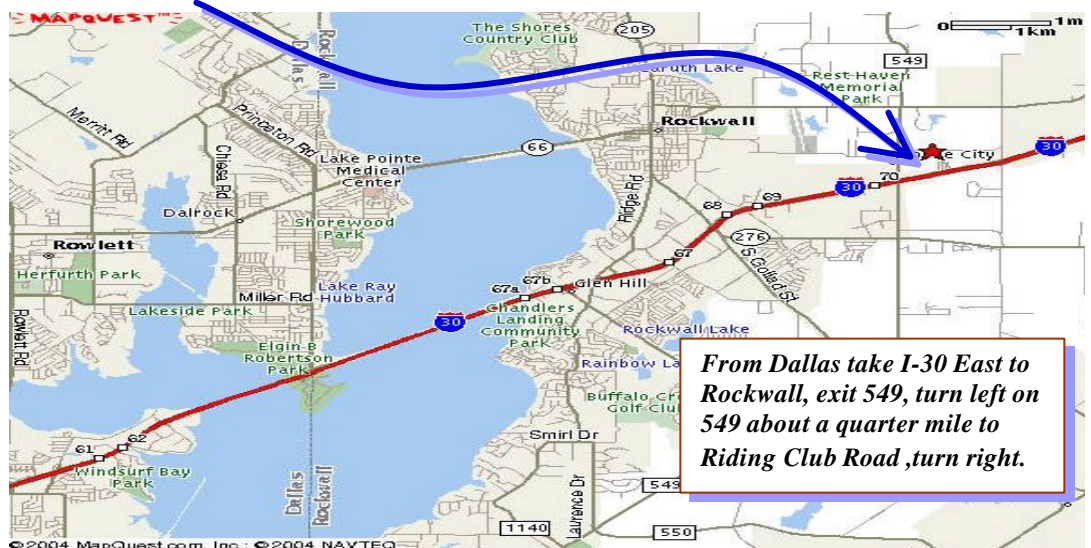 MAPQUEST
The Shores
Country Club
205
1m
1km
549
Lake
Rest-Haven
Memorial
Park
Dallas
Rockwall
Merritt Rd
Princeton Rd
Chiesa Rd
Rockwall
66
Lake Pointe
Medical
Center
Ridge Rd
City
30
30
70
69
68
Dalrock
Shorewood
Park
276
S Goliad St
67
Rowlett
Herfurth Park
Lake Ray
Hubbard
Miller Rd
Lakeside Park
67a
67b
Glen Hill
Chandlers
Landing
Community
Park
30
Rockwall Lake
Rowlett Rd
Elgin B
Robertson
Park
Rainbow
Buffalo
Golf Club
From Dallas take I-30 East to
Rockwall, exit 549, turn left on
549 about a quarter mile to
Riding Club Road ,turn right.
Smirl Dr
61
62
Windsurf Bay
Park
Dallas
Rockwall
Laurence Dr
549
1140
550
©2004 MapQuest.com, Inc.; ©2004 NAVTEQ